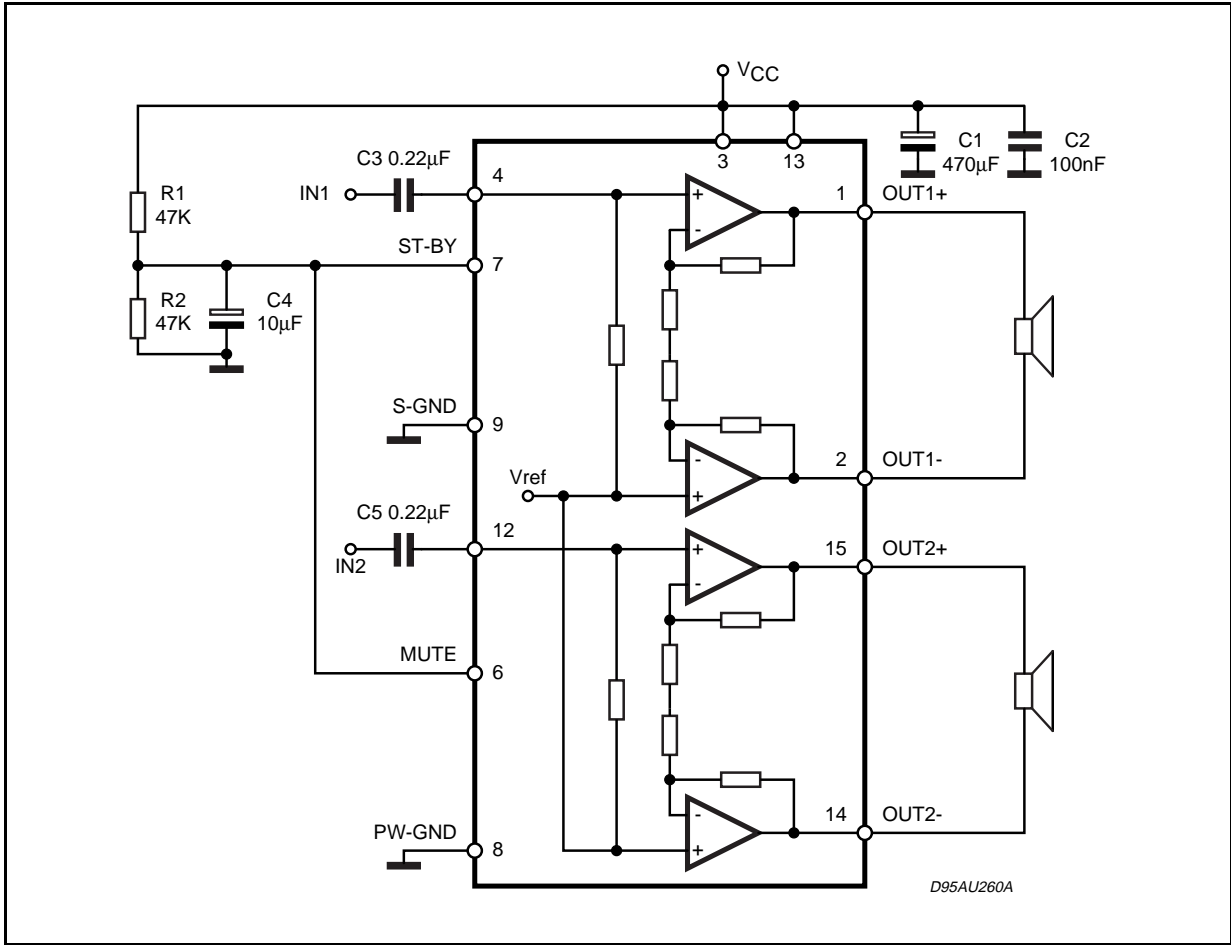 VCC
C3 0.22µF
3
13
C1
470µF
C2
100nF
R1
47K
IN1
4
+
-
1
OUT1+
ST-BY
7
R2
47K
C4
10µF
S-GND
9
Vref
-
+
2
OUT1-
C5 0.22µF
IN2
12
+
-
15
OUT2+
MUTE
6
PW-GND
8
-
+
14
OUT2-
D95AU260A